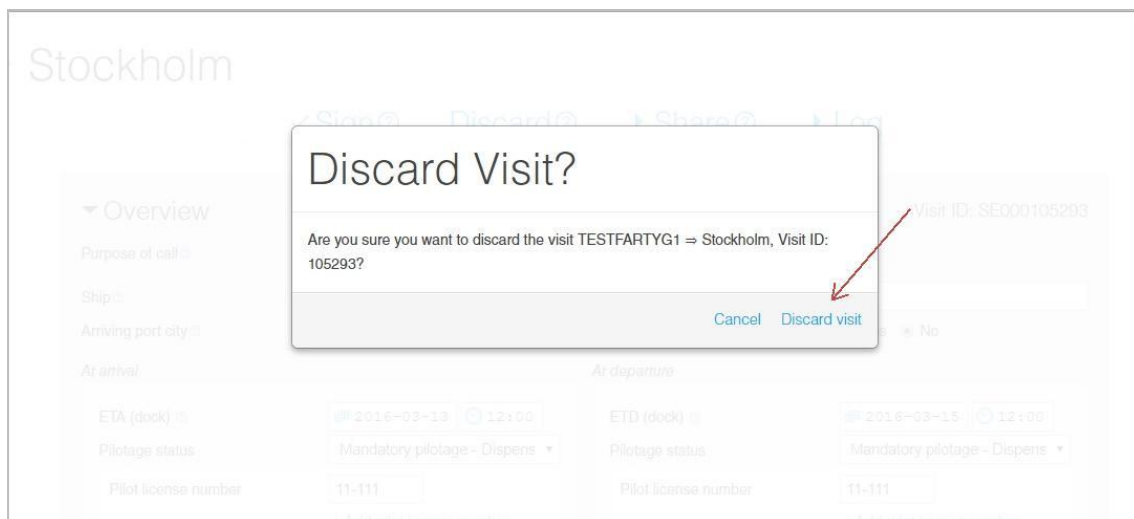 Stockholm
Sign Discard Share Log
Discard Visit?
Overview
Visit ID: SE000105293
Are you sure you want to discard the visit TESTFARTYG1 ⇒ Stockholm, Visit ID:
105293?
Purpose of call
Ship
Cancel Discard visit
Arriving port city
No
At arrival At departure
ETA (dock) 2016-03-13 12:00 ETD (dock) 2016-03-15 12:00
Pilotage status Mandatory pilotage - Dispens Pilotage status Mandatory pilotage - Dispens
Pilot license number 11-111 Pilot license number 11-111